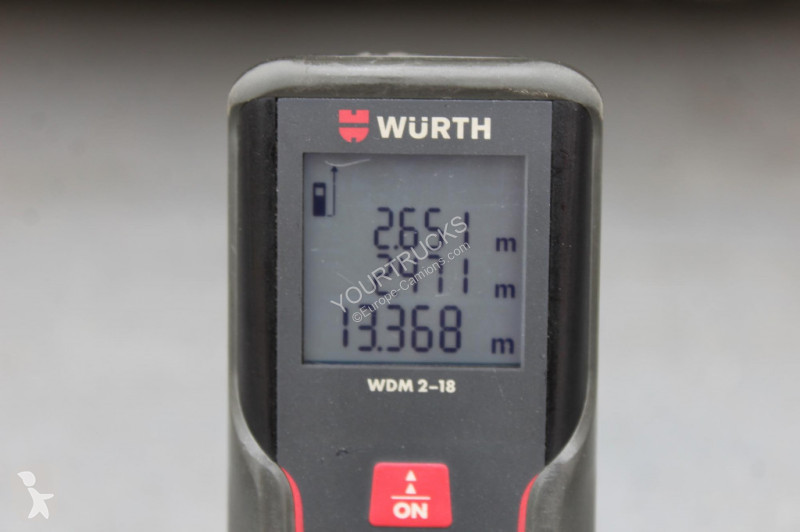 WÜRTH
2.651 m
m
13.368 m
YOURTRUCKS
©Europe-Camions.com
WDM 2-18
ON